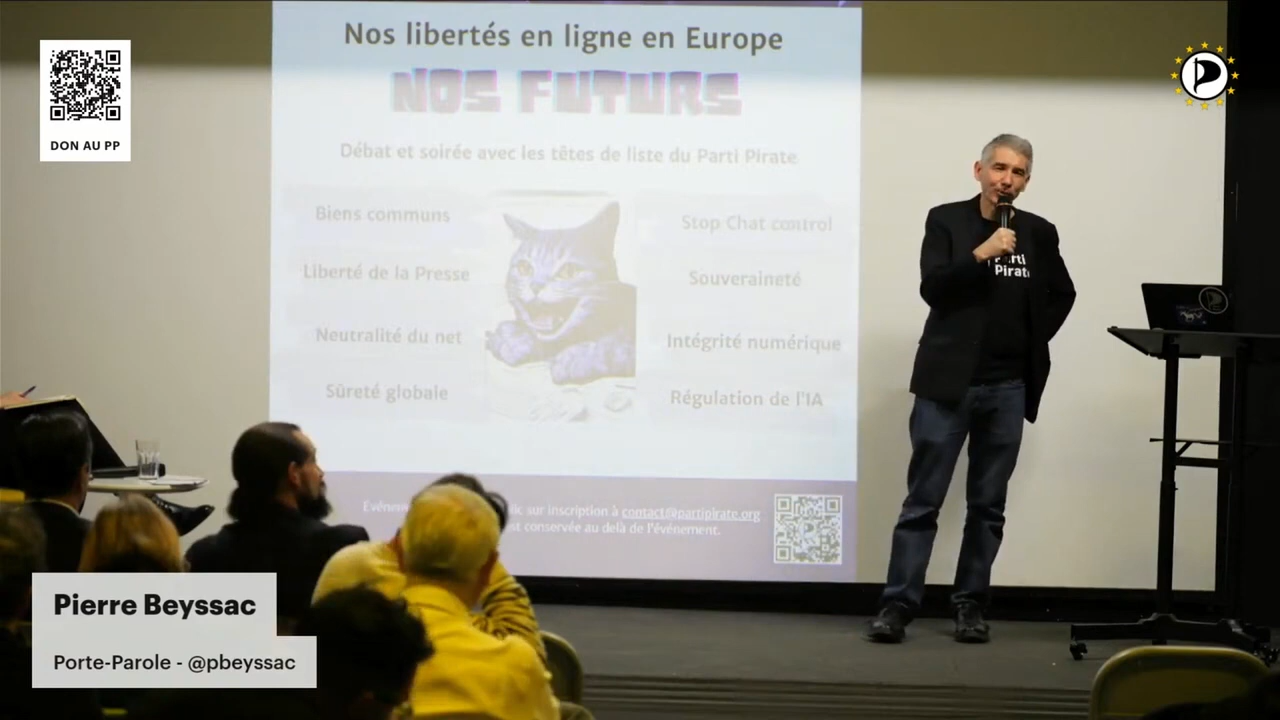 DON AU PP
Nos libertés en ligne en Europe
NOS FUTURS
Débat et soirée avec les têtes de liste du Parti Pirate
Biens communs
Stop Chat control
Liberté de la Presse
Souveraineté
Neutralité du net
Intégrité numérique
Sûreté globale
Régulation de l'IA
sur inscription à contact@partipirate.org
conservée au delà de l'événement.
Parti
Pirate
Pierre Beyssac
Porte-Parole - @pbeyssac